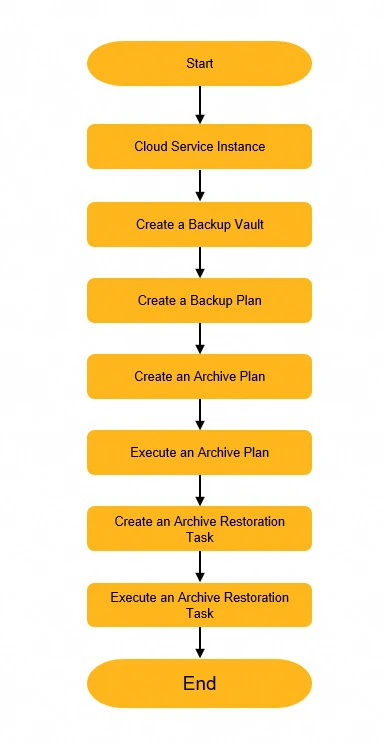 Start
Cloud Service Instance
Create a Backup Vault
Create a Backup Plan
Create an Archive Plan
Execute an Archive Plan
Create an Archive Restoration
Task
Execute an Archive Restoration
Task
End